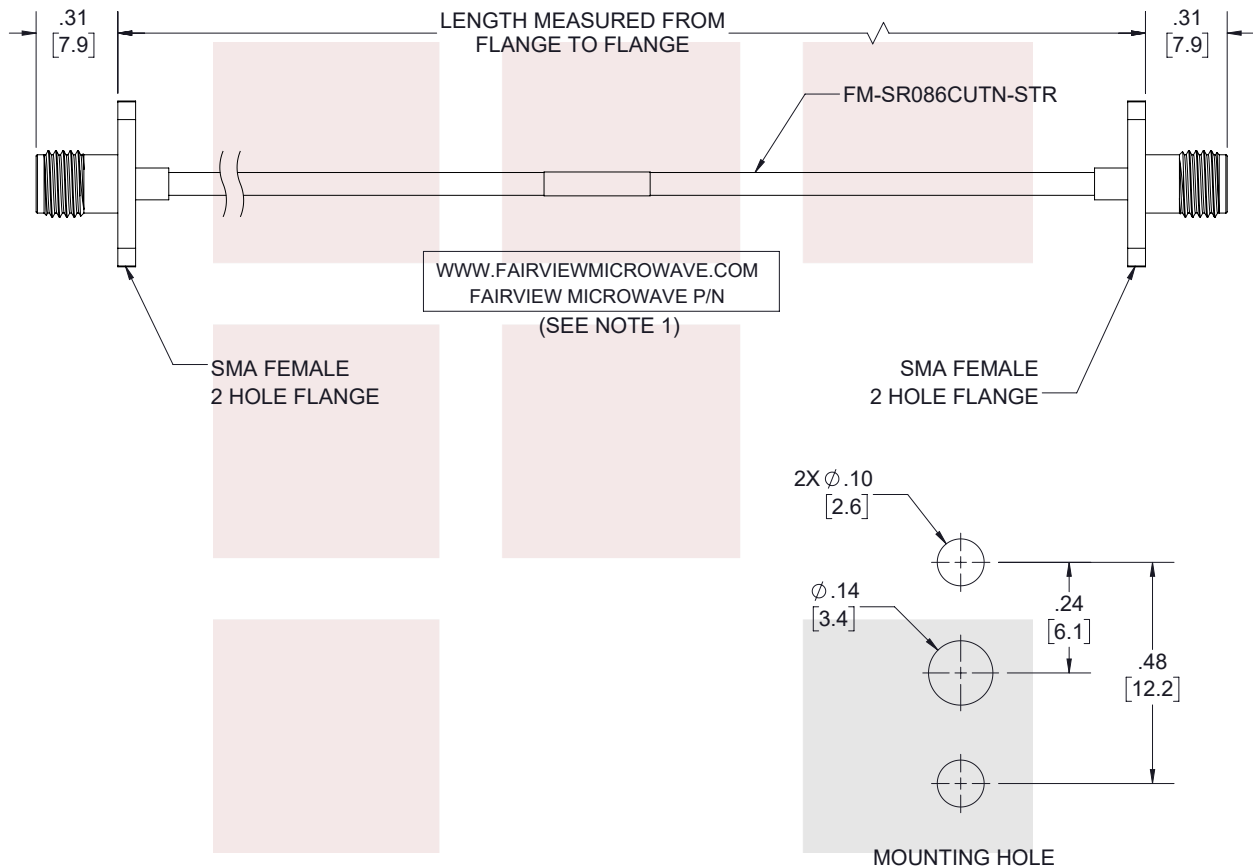 .31
[7.9]
LENGTH MEASURED FROM
FLANGE TO FLANGE
.31
[7.9]
FM-SR086CUTN-STR
WWW.FAIRVIEWMICROWAVE.COM
FAIRVIEW MICROWAVE P/N
(SEE NOTE 1)
SMA FEMALE
2 HOLE FLANGE
SMA FEMALE
2 HOLE FLANGE
2X ∅.10
[2.6]
∅.14
[3.4]
.24
[6.1]
.48
[12.2]
MOUNTING HOLE